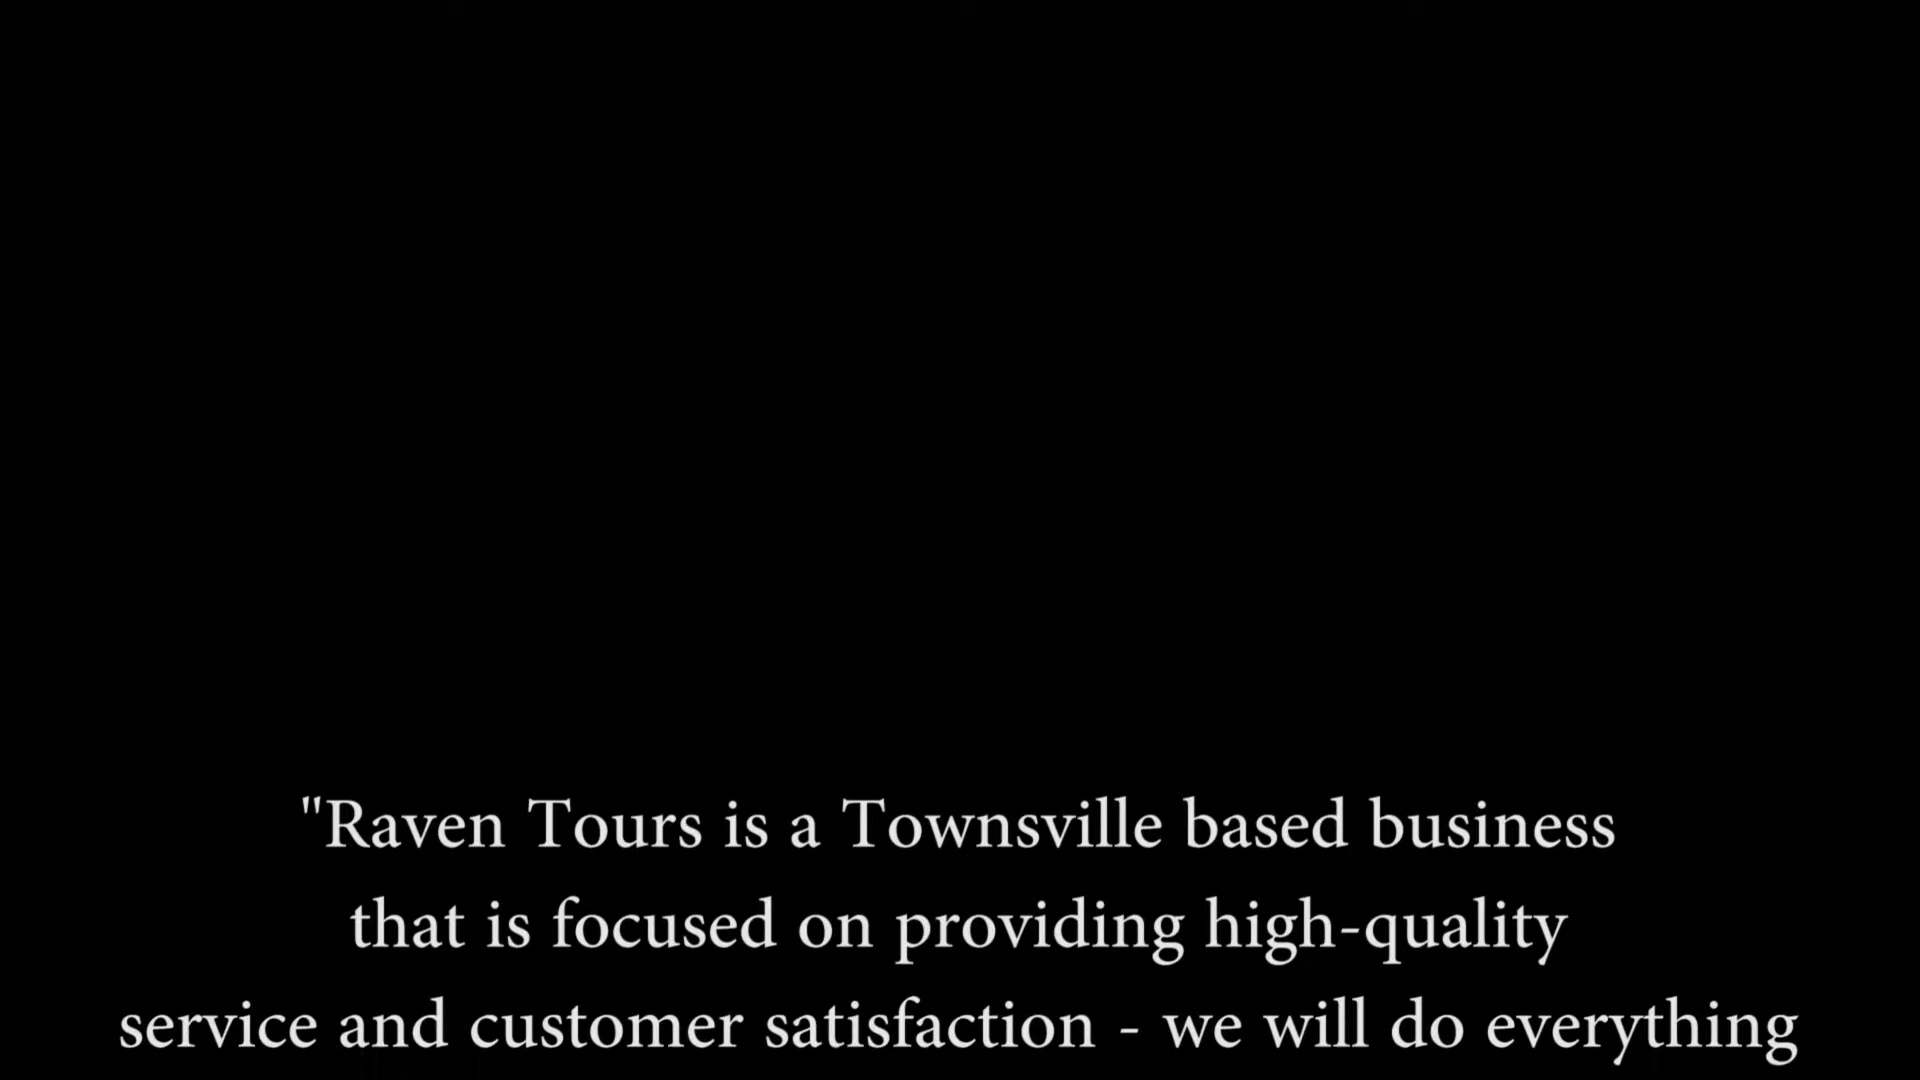 "Raven Tours is a Townsville based business
that is focused on providing high-quality
service and customer satisfaction - we will do everything